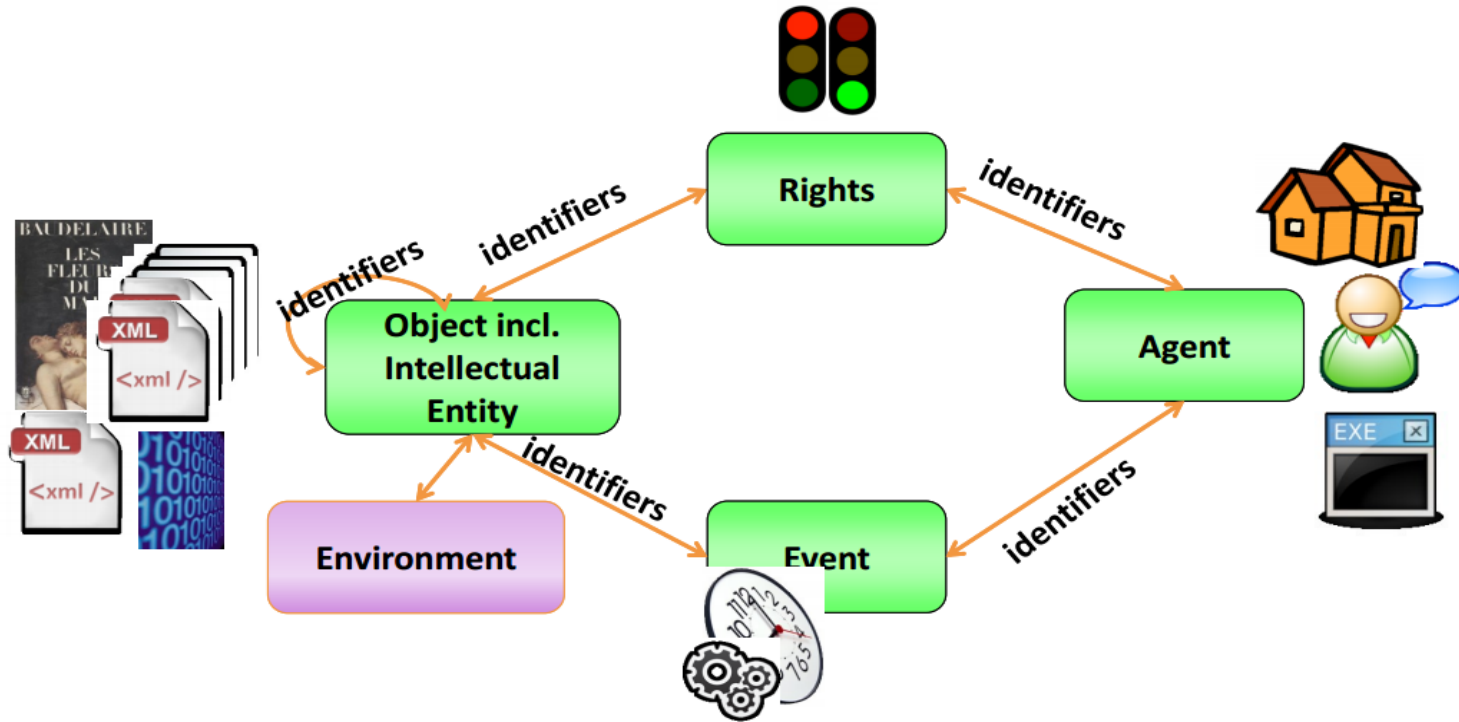 Rights
identifiers
identifiers
BAUDELAIRE
LES
FLEURS
DU
identifiers
XML
<xml />
Object incl.
Intellectual
Entity
Agent
XML
<xml />
EXE
identifiers
identifiers
Environment
Event